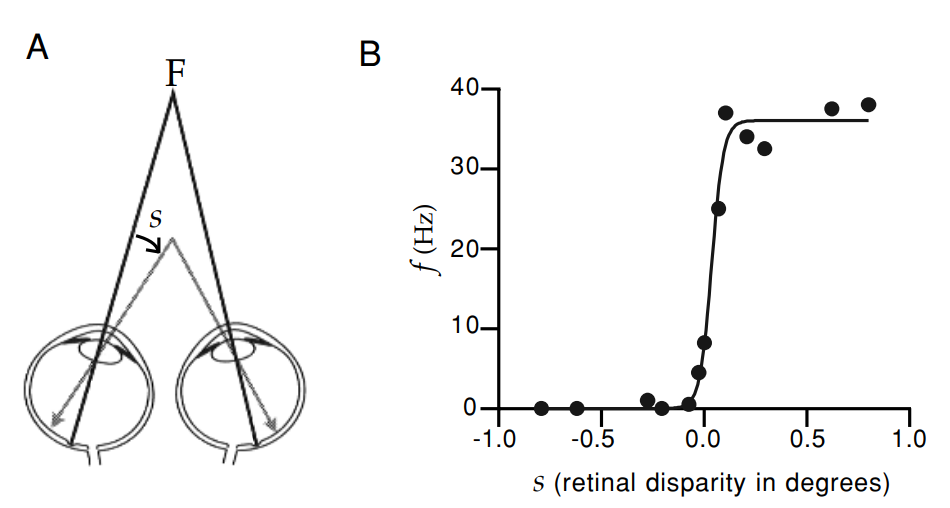 A
F
s
B
40
30
20
10
0
f (Hz)
-1.0 -0.5 0.0 0.5 1.0
s (retinal disparity in degrees)